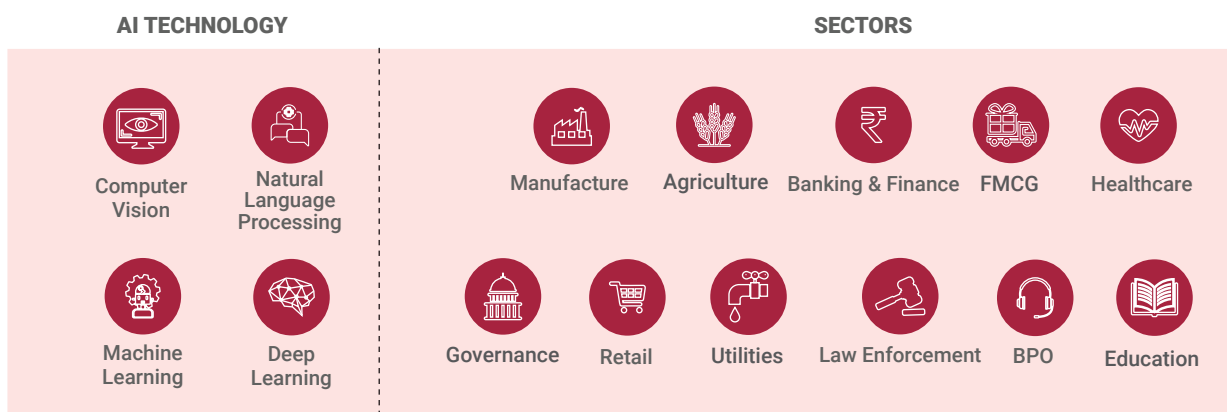 AI TECHNOLOGY
SECTORS
Computer
Vision
Natural
Language
Processing
Manufacture
Agriculture
Banking & Finance
FMCG
Healthcare
Machine
Learning
Deep
Learning
Governance
Retail
Utilities
Law Enforcement
BPO
Education